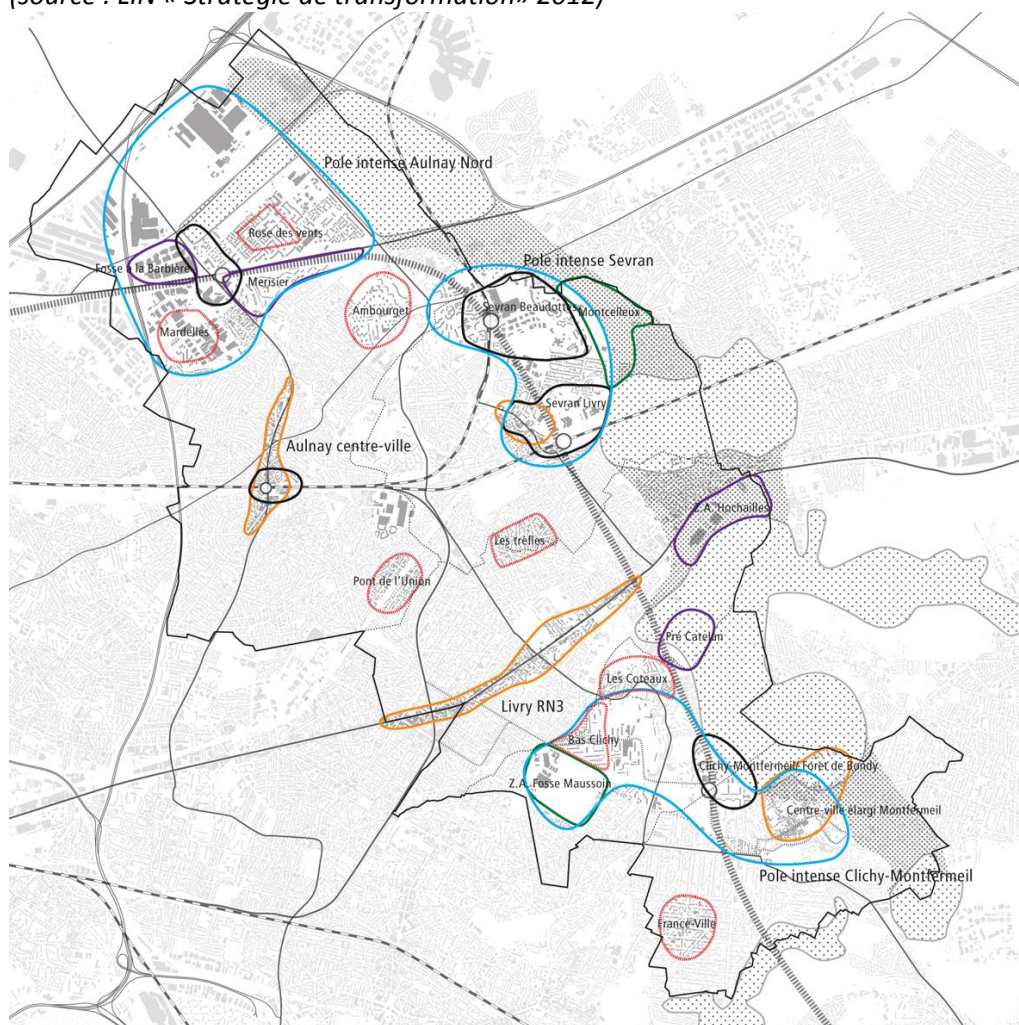 (source : LIN « Stratégie de transformation» 2012)
Pole intense Aulnay Nord
Rose des vents
Pole intense Sevran
Fosse à la Barbière
Merisier
Sevran Beaudottes
Montcelleux
Ambourget
Mardelles
Sevran Livry
Aulnay centre-ville
Z.A. Hochailles
Les trèfles
Pont de l'Union
Pré Catelan
Les Coteaux
Livry RN3
Bas Clichy
Clichy-Montfermeil/ Foret de Bondy
Z.A. Fosse Maussoin
Centre-ville elargi Montfermeil
Pole intense Clichy-Montfermeil
France-Ville